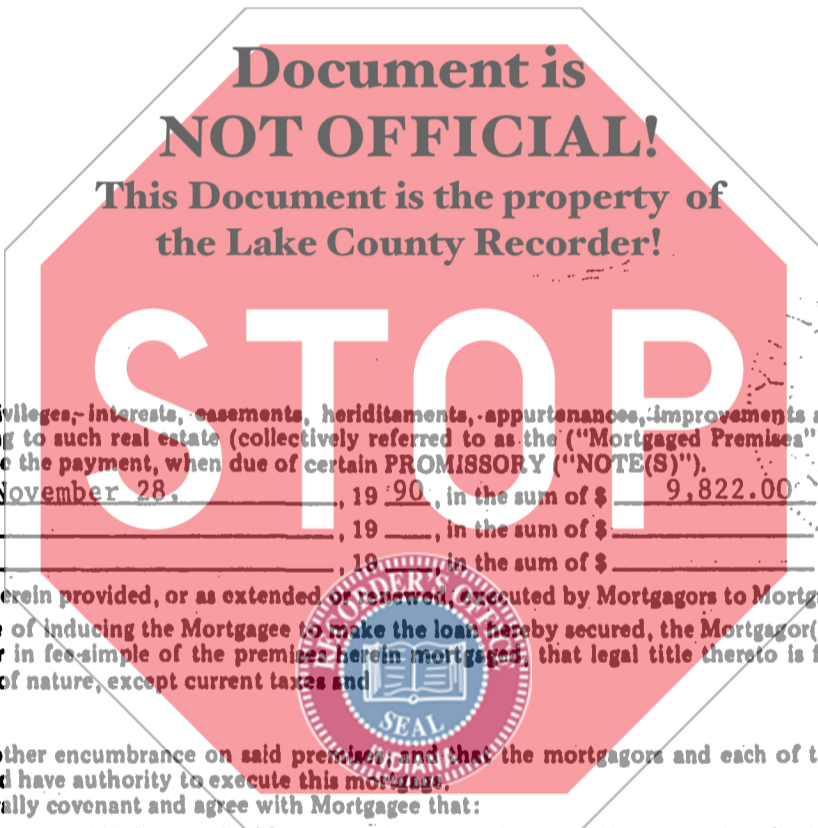 Document is
NOT OFFICIAL!
This Document is the property of
the Lake County Recorder!
STOP
interests, easements, heriditaments, appurtenances, improvements
to such real estate (collectively referred to as the ("Mortgaged Premises"
the payment, when due of certain PROMISSORY ("NOTE(S)").
November 28, , 19 90 , in the sum of $ 9,822.00
, 19 , in the sum of $
, 19 , in the sum of $
provided, or as extended or renewed, executed by Mortgagors to
of inducing the Mortgagee to make the loan hereby secured, the Mortgagor(
in fee-simple of the premises herein mortgaged, that legal title thereto is
of nature, except current taxes and
RECORDER'S OFFICE
SEAL
other encumbrance on said premises, and that the mortgagors and each of
have authority to execute this mortgage.
covenant and agree with Mortgagee that: